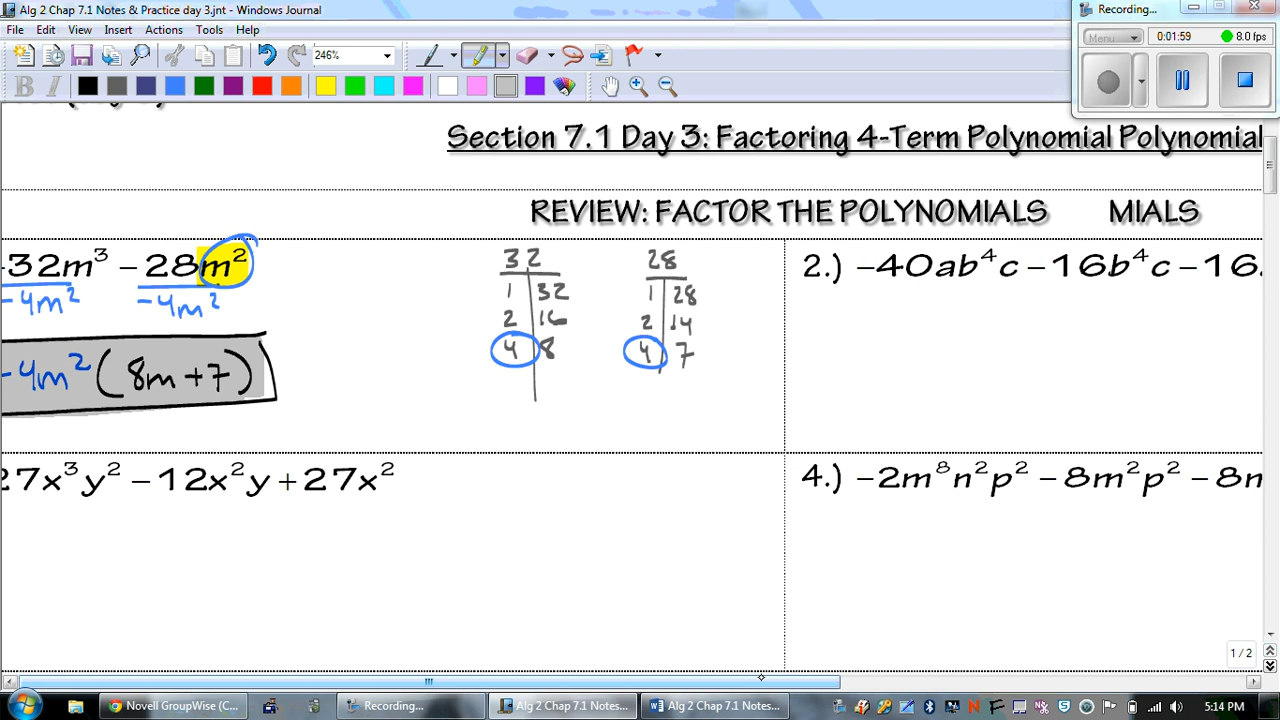 Alg 2 Chap 7.1 Notes & Practice day 3.jnt - Windows Journal
Recording...
File Edit View Insert Actions Tools Help
Menu 00:01:59 8.0 fps
246%
B I
Section 7.1 Day 3: Factoring 4-Term Polynomial Polynomial
REVIEW: FACTOR THE POLYNOMIALS MIALS
-32m³ -28m²
-4m² -4m²
-4m² (8m+7)
32
1 32
2 16
4 8
28
1 28
2 14
4 7
2.) -40ab⁴c -16b⁴c -16
27x³y² -12x²y +27x²
4.) -2m⁸n²p² -8m²p² -8m
1 / 2
Novell GroupWise (C...
Recording...
Alg 2 Chap 7.1 Notes...
Alg 2 Chap 7.1 Notes...
5:14 PM